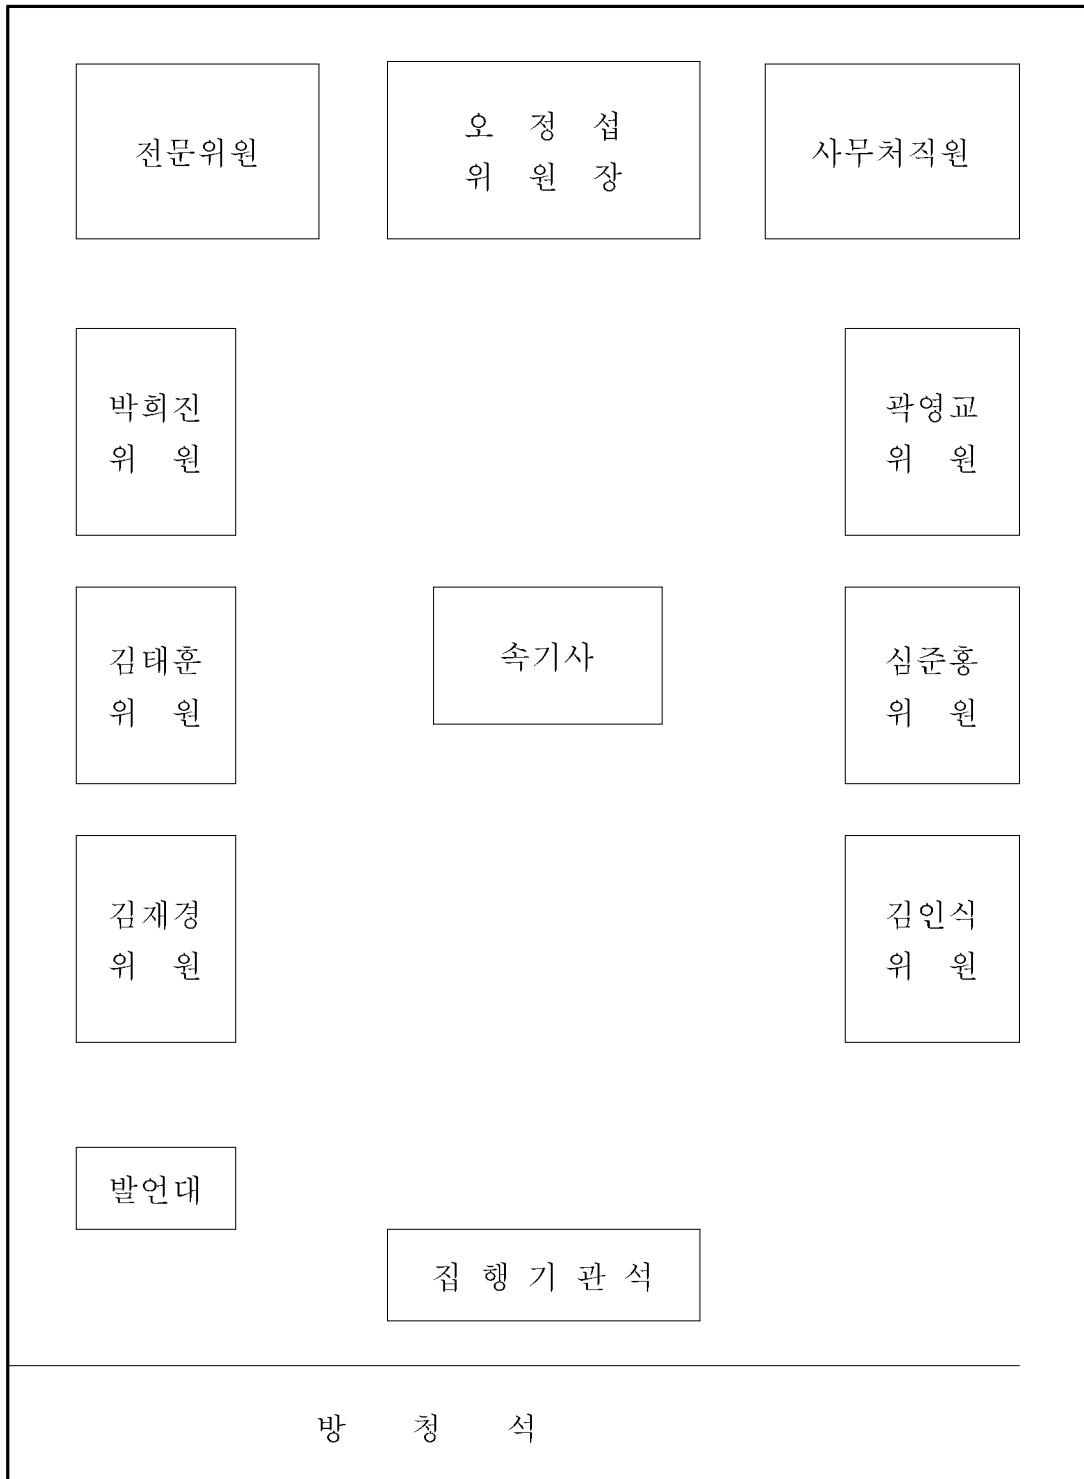 전문위원
오 정 섭
위 원 장
사무처직원
박희진
위 원
곽영교
위 원
김태훈
위 원
속기사
심준홍
위 원
김재경
위 원
김인식
위 원
발언대
집 행 기 관 석
방 청 석